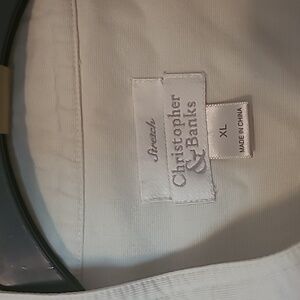 Stretch
Christopher
& Banks
XL
MADE IN CHINA